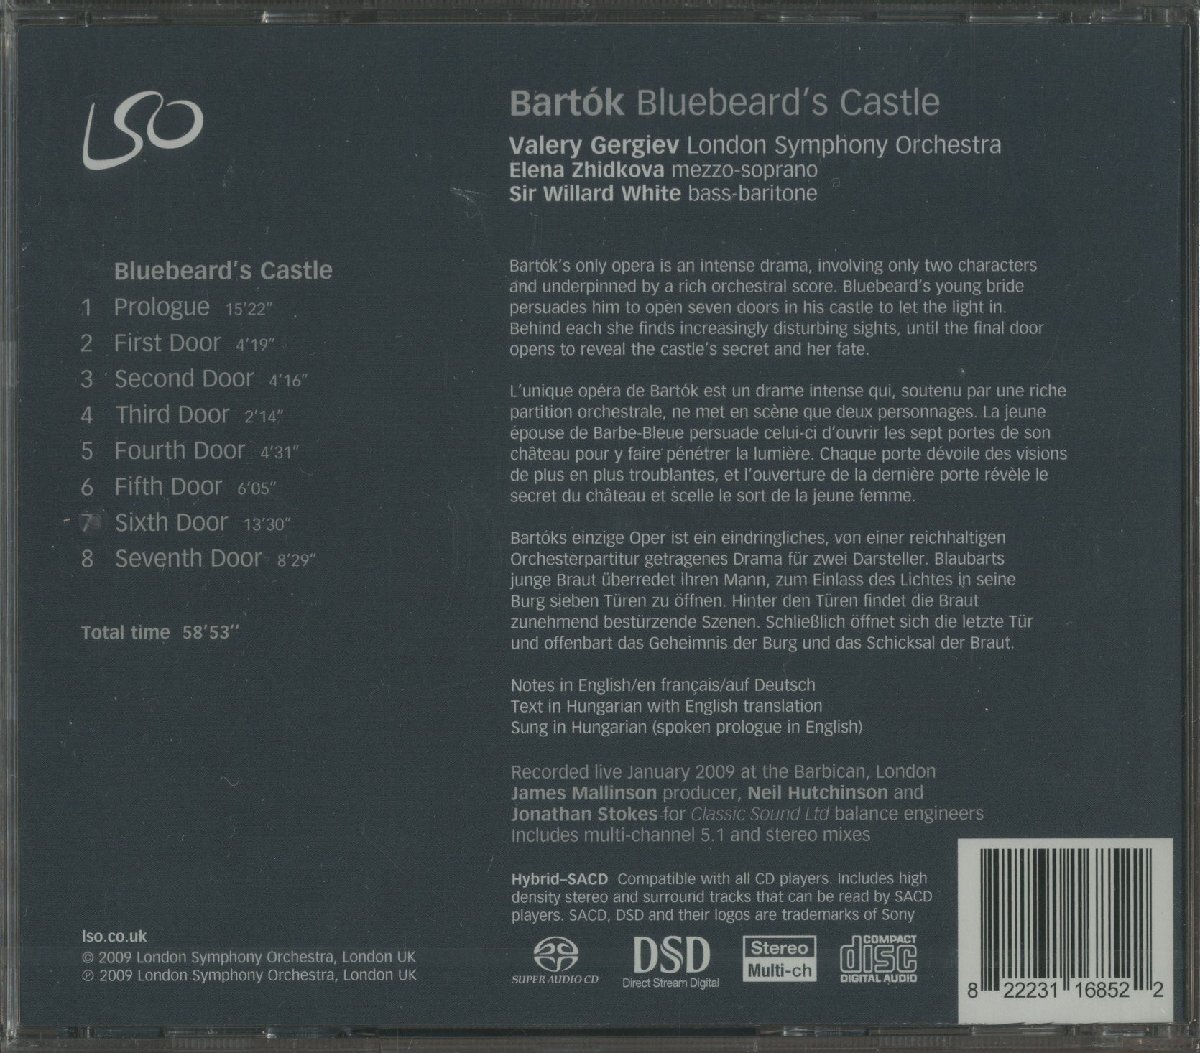 LSO
Bartók Bluebeard's Castle
Valery Gergiev London Symphony Orchestra
Elena Zhidkova mezzo-soprano
Sir Willard White bass-baritone
Bluebeard's Castle
1 Prologue 15'22"
2 First Door 4'19"
3 Second Door 4'16"
4 Third Door 2'14"
5 Fourth Door 4'31"
6 Fifth Door 6'05"
7 Sixth Door 13'30"
8 Seventh Door 8'29"
Total time 58'53"
Bartók's only opera is an intense drama, involving only two characters
and underpinned by a rich orchestral score. Bluebeard's young bride
persuades him to open seven doors in his castle to let the light in.
Behind each she finds increasingly disturbing sights, until the final door
opens to reveal the castle's secret and her fate.
L'unique opéra de Bartók est un drame intense qui, soutenu par une riche
partition orchestrale, ne met en scène que deux personnages. La jeune
épouse de Barbe-Bleue persuade celui-ci d'ouvrir les sept portes de son
château pour y faire pénétrer la lumière. Chaque porte dévoile des visions
de plus en plus troublantes, et l'ouverture de la dernière porte révèle le
secret du château et scelle le sort de la jeune femme.
Bartóks einzige Oper ist ein eindringliches, von einer reichhaltigen
Orchesterpartitur getragenes Drama für zwei Darsteller. Blaubarts
junge Braut überredet ihren Mann, zum Einlass des Lichtes in seine
Burg sieben Türen zu öffnen. Hinter den Türen findet die Braut
zunehmend bestürzende Szenen. Schließlich öffnet sich die letzte Tür
und offenbart das Geheimnis der Burg und das Schicksal der Braut.
Notes in English/en français/auf Deutsch
Text in Hungarian with English translation
Sung in Hungarian (spoken prologue in English)
Recorded live January 2009 at the Barbican, London
James Mallinson producer, Neil Hutchinson and
Jonathan Stokes for Classic Sound Ltd balance engineers
Includes multi-channel 5.1 and stereo mixes
Hybrid–SACD Compatible with all CD players. Includes high
density stereo and surround tracks that can be read by SACD
players. SACD, DSD and their logos are trademarks of Sony
lso.co.uk
© 2009 London Symphony Orchestra, London UK
℗ 2009 London Symphony Orchestra, London UK
SUPER AUDIO CD
DSD
Direct Stream Digital
Stereo
Multi-ch
COMPACT
disc
DIGITAL AUDIO
8 22231 16852 2